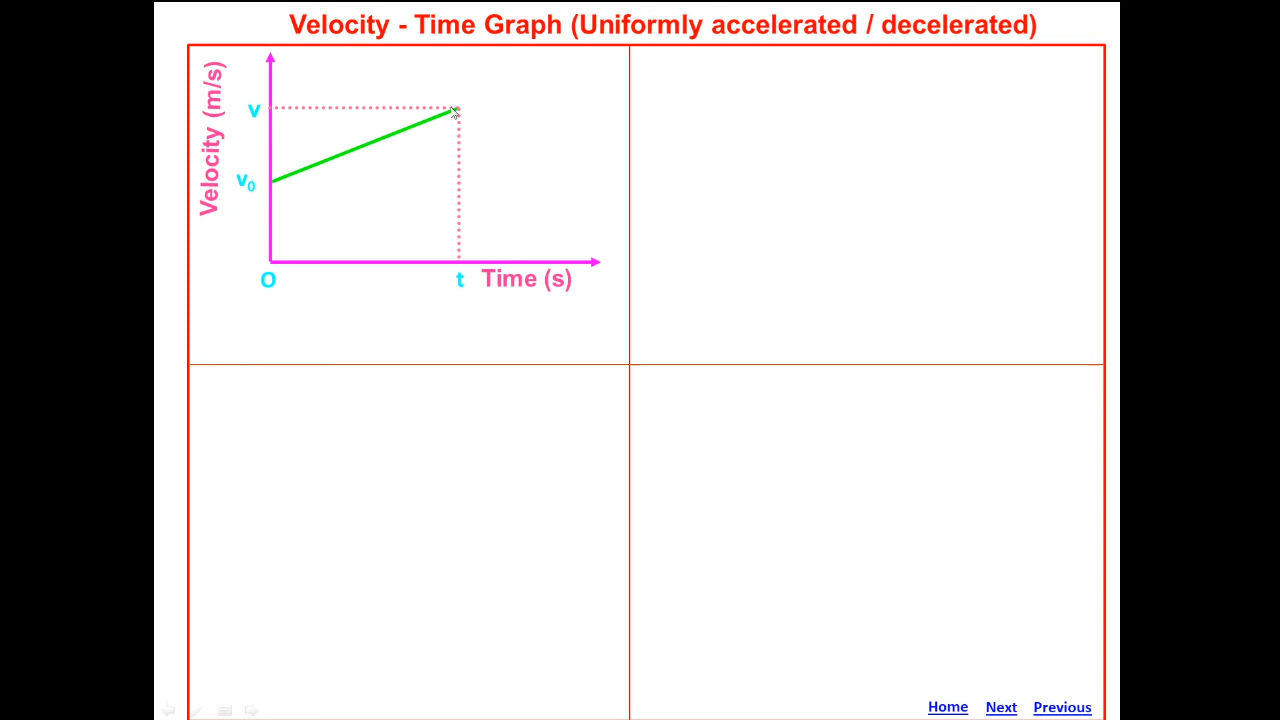 Velocity - Time Graph (Uniformly accelerated / decelerated)
Velocity (m/s)
v
v₀
O
t
Time (s)
Home
Next
Previous